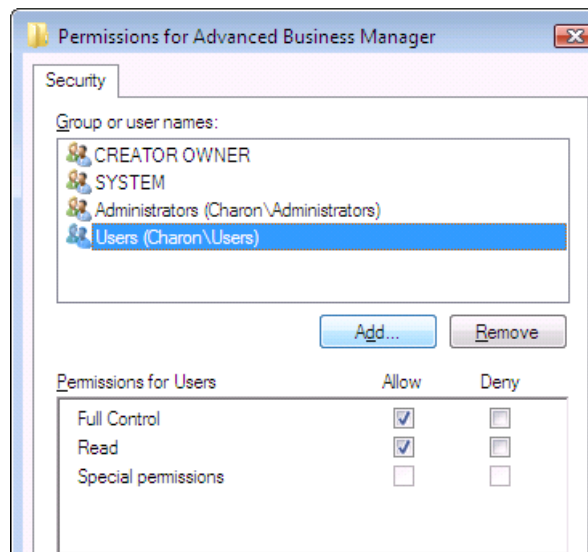 Permissions for Advanced Business Manager
Security
Group or user names:
CREATOR OWNER
SYSTEM
Administrators (Charon\Administrators)
Users (Charon\Users)
Add... Remove
Permissions for Users Allow Deny
Full Control
Read
Special permissions